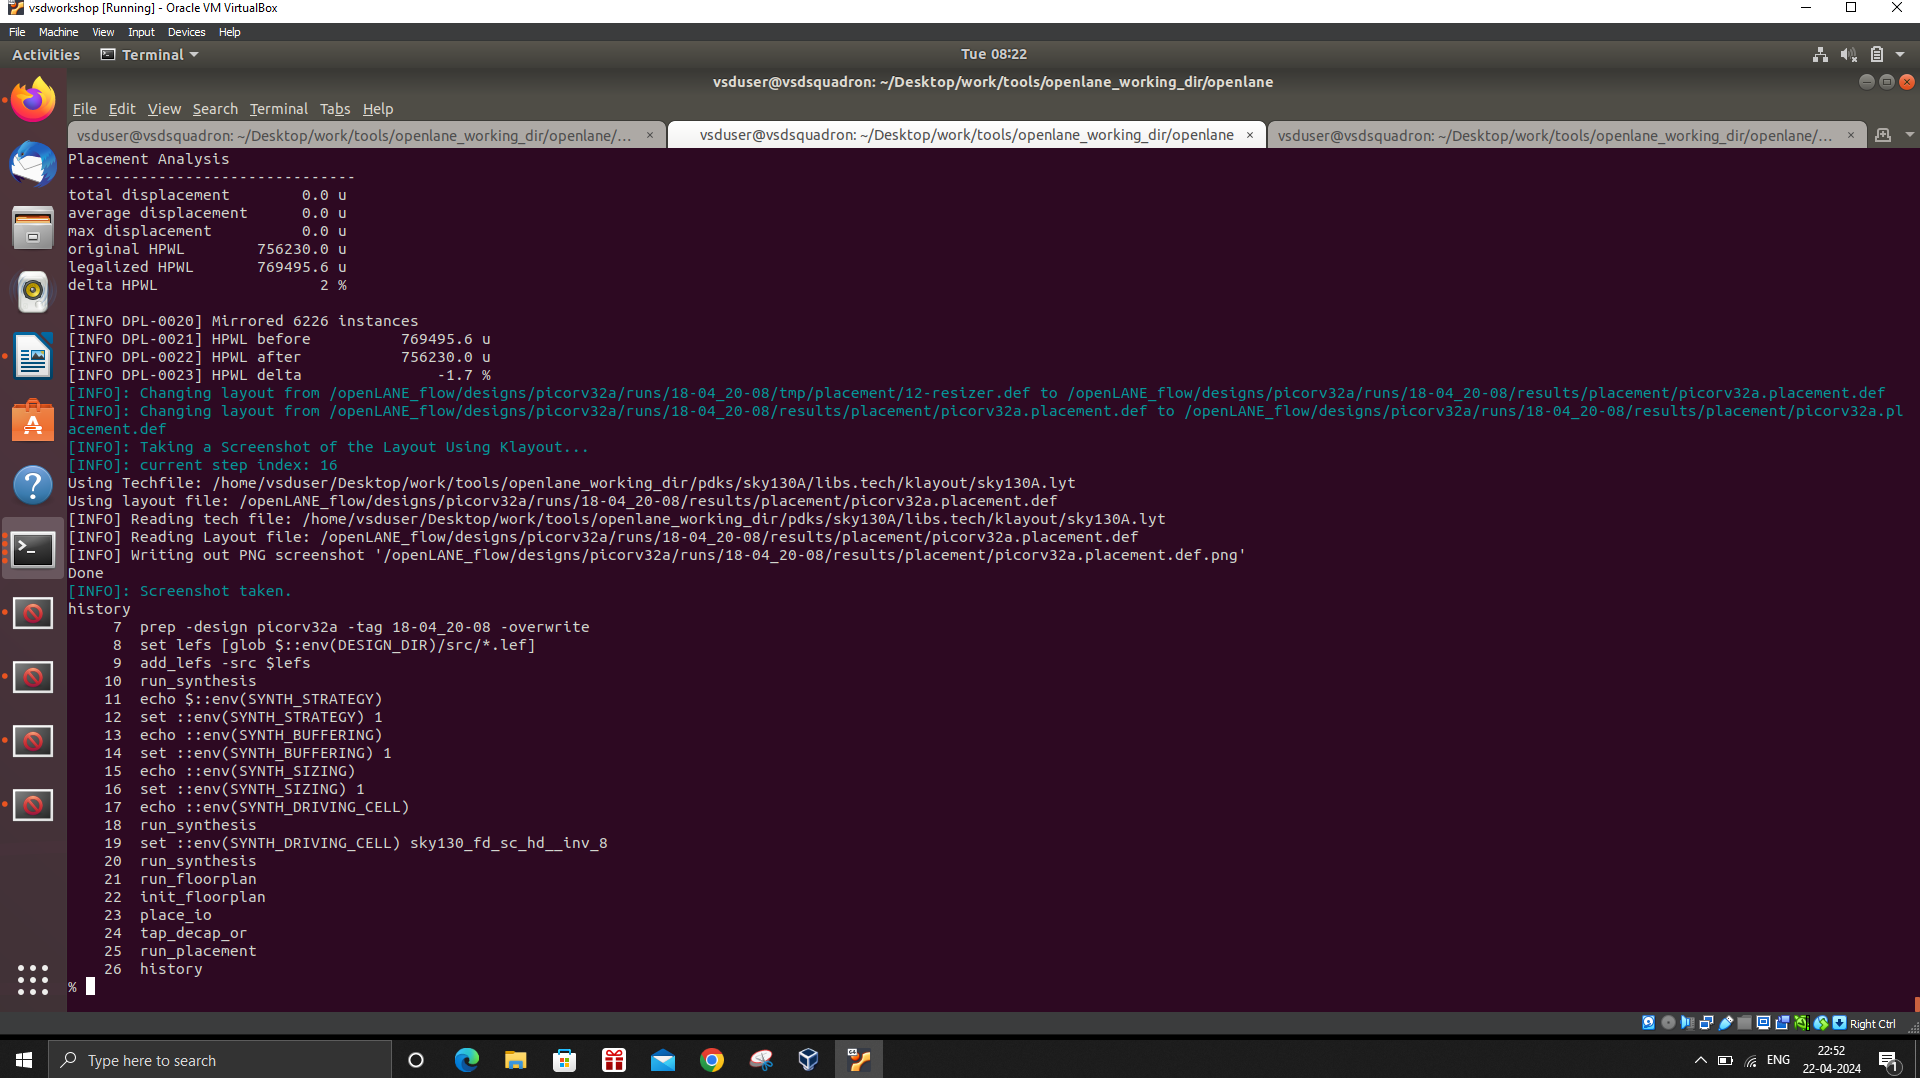 vsdworkshop [Running] - Oracle VM VirtualBox
File Machine View Input Devices Help
Activities Terminal Tue 08:22
vsduser@vsdsquadron: ~/Desktop/work/tools/openlane_working_dir/openlane
File Edit View Search Terminal Tabs Help
vsduser@vsdsquadron: ~/Desktop/work/tools/openlane_working_dir/openlane/... × vsduser@vsdsquadron: ~/Desktop/work/tools/openlane_working_dir/openlane × vsduser@vsdsquadron: ~/Desktop/work/tools/openlane_working_dir/openlane/... ×
Placement Analysis
--------------------------------
total displacement        0.0 u
average displacement      0.0 u
max displacement          0.0 u
original HPWL        756230.0 u
legalized HPWL       769495.6 u
delta HPWL                  2 %
[INFO DPL-0020] Mirrored 6226 instances
[INFO DPL-0021] HPWL before          769495.6 u
[INFO DPL-0022] HPWL after           756230.0 u
[INFO DPL-0023] HPWL delta               -1.7 %
[INFO]: Changing layout from /openLANE_flow/designs/picorv32a/runs/18-04_20-08/tmp/placement/12-resizer.def to /openLANE_flow/designs/picorv32a/runs/18-04_20-08/results/placement/picorv32a.placement.def
[INFO]: Changing layout from /openLANE_flow/designs/picorv32a/runs/18-04_20-08/results/placement/picorv32a.placement.def to /openLANE_flow/designs/picorv32a/runs/18-04_20-08/results/placement/picorv32a.pl
acement.def
[INFO]: Taking a Screenshot of the Layout Using Klayout...
[INFO]: current step index: 16
Using Techfile: /home/vsduser/Desktop/work/tools/openlane_working_dir/pdks/sky130A/libs.tech/klayout/sky130A.lyt
Using layout file: /openLANE_flow/designs/picorv32a/runs/18-04_20-08/results/placement/picorv32a.placement.def
[INFO] Reading tech file: /home/vsduser/Desktop/work/tools/openlane_working_dir/pdks/sky130A/libs.tech/klayout/sky130A.lyt
[INFO] Reading Layout file: /openLANE_flow/designs/picorv32a/runs/18-04_20-08/results/placement/picorv32a.placement.def
[INFO] Writing out PNG screenshot '/openLANE_flow/designs/picorv32a/runs/18-04_20-08/results/placement/picorv32a.placement.def.png'
Done
[INFO]: Screenshot taken.
history
7  prep -design picorv32a -tag 18-04_20-08 -overwrite
8  set lefs [glob $::env(DESIGN_DIR)/src/*.lef]
9  add_lefs -src $lefs
10  run_synthesis
11  echo $::env(SYNTH_STRATEGY)
12  set ::env(SYNTH_STRATEGY) 1
13  echo ::env(SYNTH_BUFFERING)
14  set ::env(SYNTH_BUFFERING) 1
15  echo ::env(SYNTH_SIZING)
16  set ::env(SYNTH_SIZING) 1
17  echo ::env(SYNTH_DRIVING_CELL)
18  run_synthesis
19  set ::env(SYNTH_DRIVING_CELL) sky130_fd_sc_hd__inv_8
20  run_synthesis
21  run_floorplan
22  init_floorplan
23  place_io
24  tap_decap_or
25  run_placement
26  history
%
Right Ctrl
Type here to search
ENG
22:52
22-04-2024
1